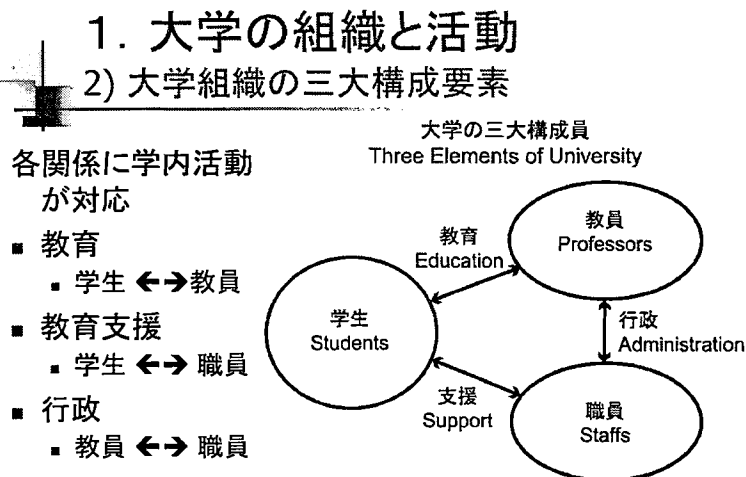 1. 大学の組織と活動
2) 大学組織の三大構成要素
各関係に学内活動
が対応
■ 教育
■ 学生 ←→教員
■ 教育支援
■ 学生 ←→ 職員
■ 行政
■ 教員 ←→ 職員
大学の三大構成員
Three Elements of University
教員
Professors
教育
Education
学生
Students
行政
Administration
支援
Support
職員
Staffs